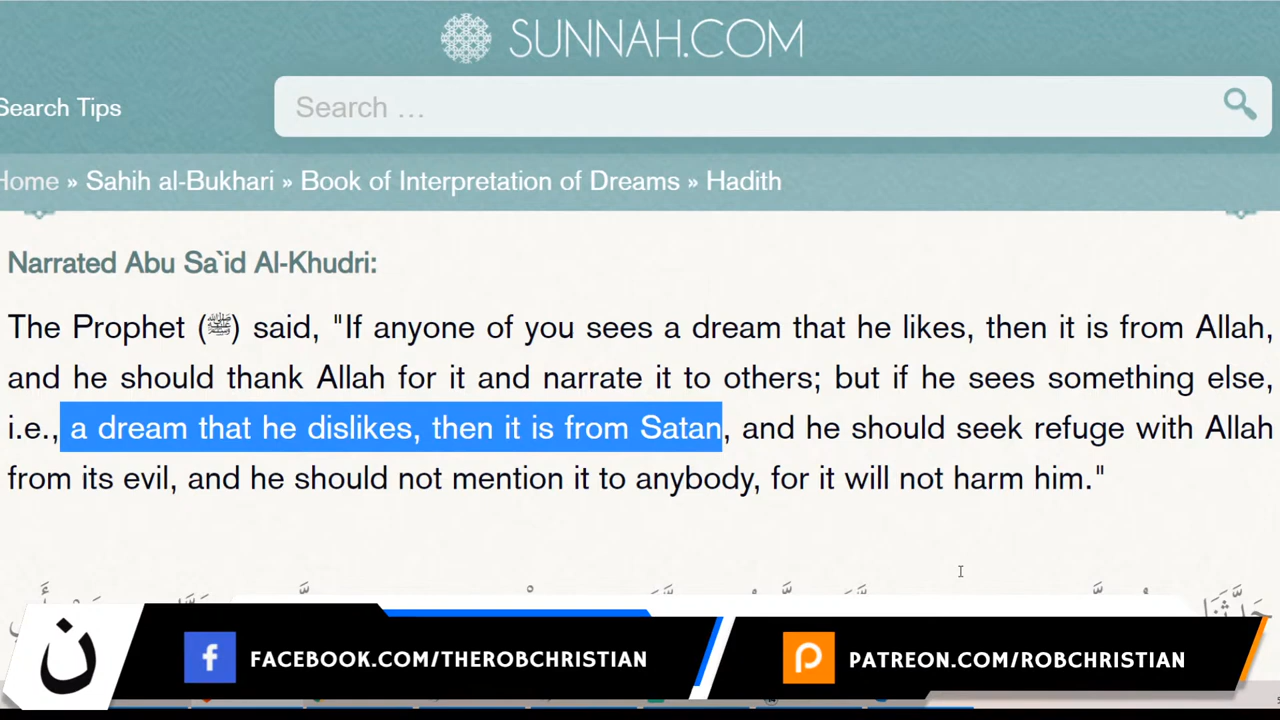 SUNNAH.COM
Search Tips
Search ...
Home » Sahih al-Bukhari » Book of Interpretation of Dreams » Hadith
Narrated Abu Sa`id Al-Khudri:
The Prophet (ﷺ) said, "If anyone of you sees a dream that he likes, then it is from Allah,
and he should thank Allah for it and narrate it to others; but if he sees something else,
i.e., a dream that he dislikes, then it is from Satan, and he should seek refuge with Allah
from its evil, and he should not mention it to anybody, for it will not harm him."
ن
f FACEBOOK.COM/THEROBCHRISTIAN
PATREON.COM/ROBCHRISTIAN